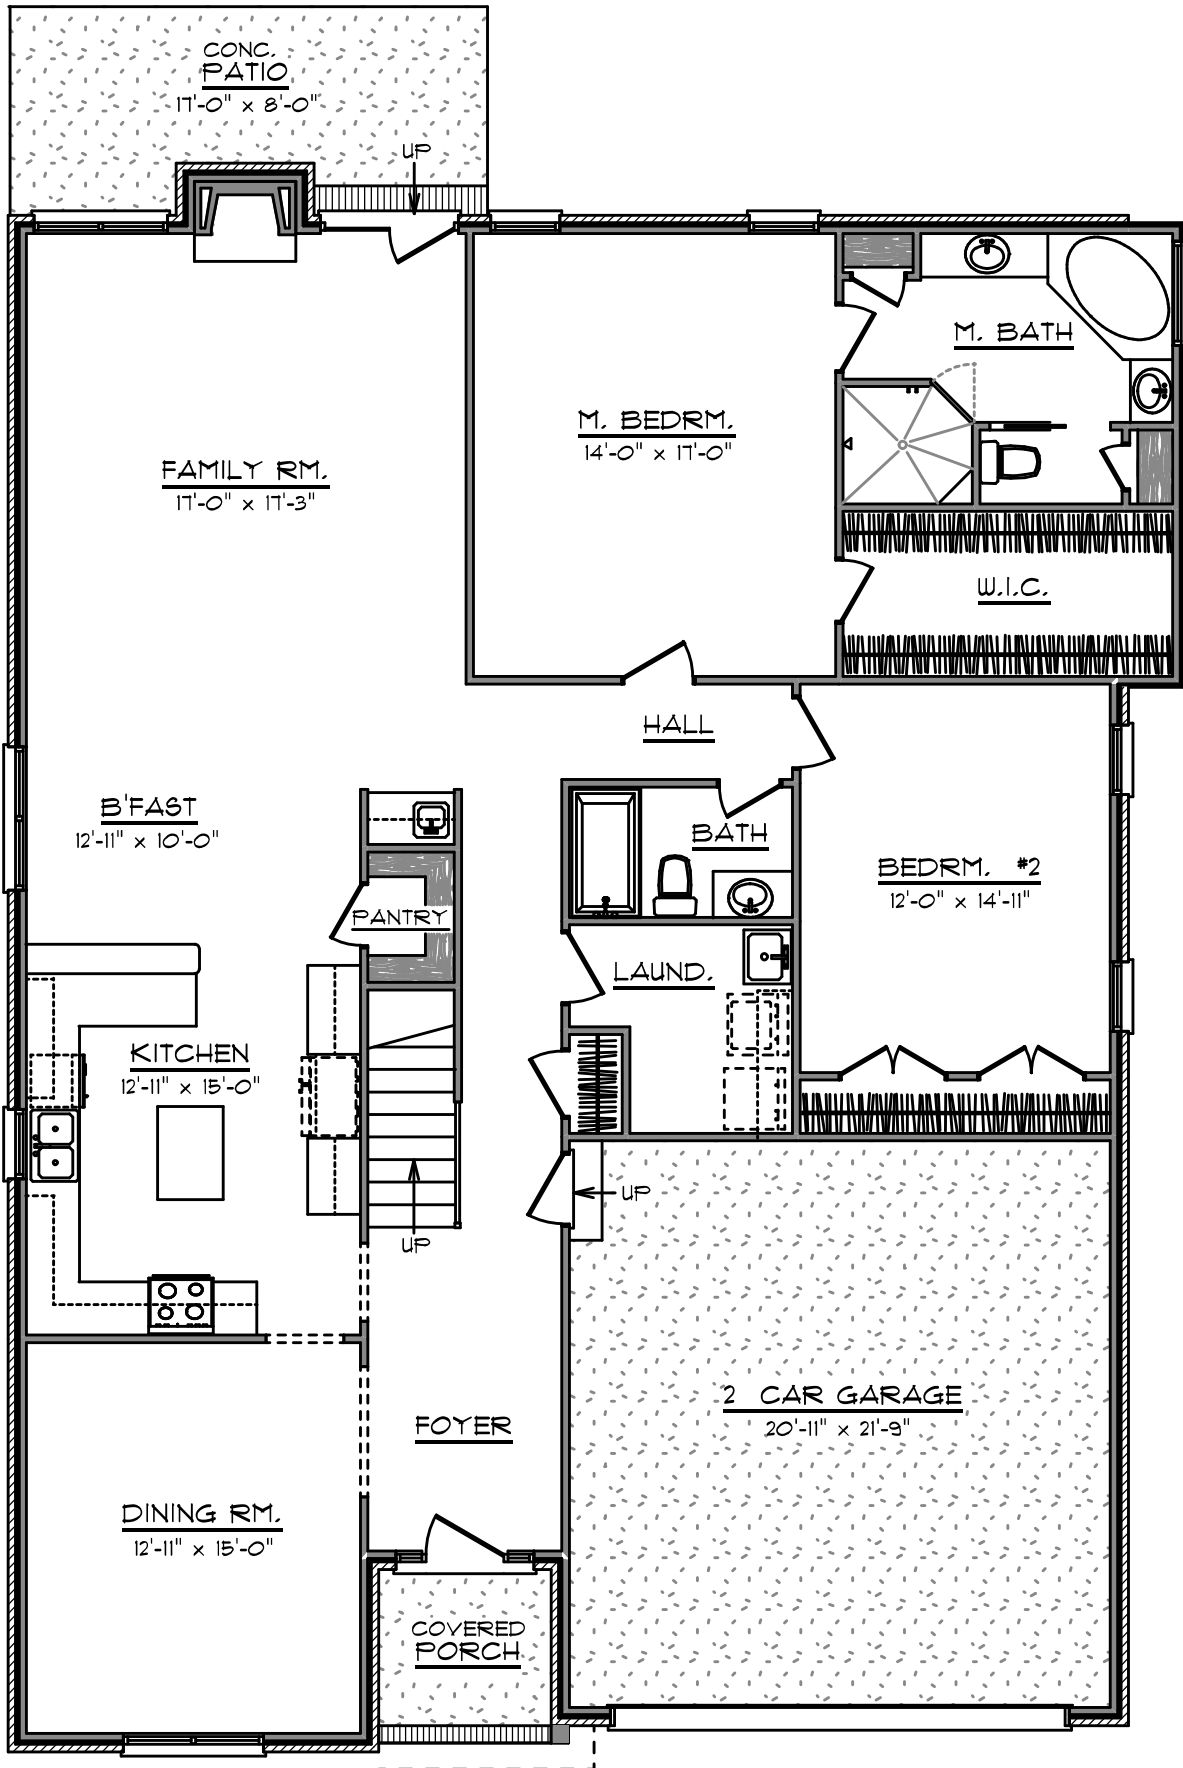 CONC.
PATIO
17'-0" x 8'-0"
UP
M. BATH
M. BEDRM.
14'-0" x 17'-0"
FAMILY RM.
17'-0" x 17'-3"
W.I.C.
HALL
B'FAST
12'-11" x 10'-0"
BATH
BEDRM. #2
12'-0" x 14'-11"
PANTRY
LAUND.
KITCHEN
12'-11" x 15'-0"
UP
UP
2 CAR GARAGE
20'-11" x 21'-9"
FOYER
DINING RM.
12'-11" x 15'-0"
COVERED
PORCH